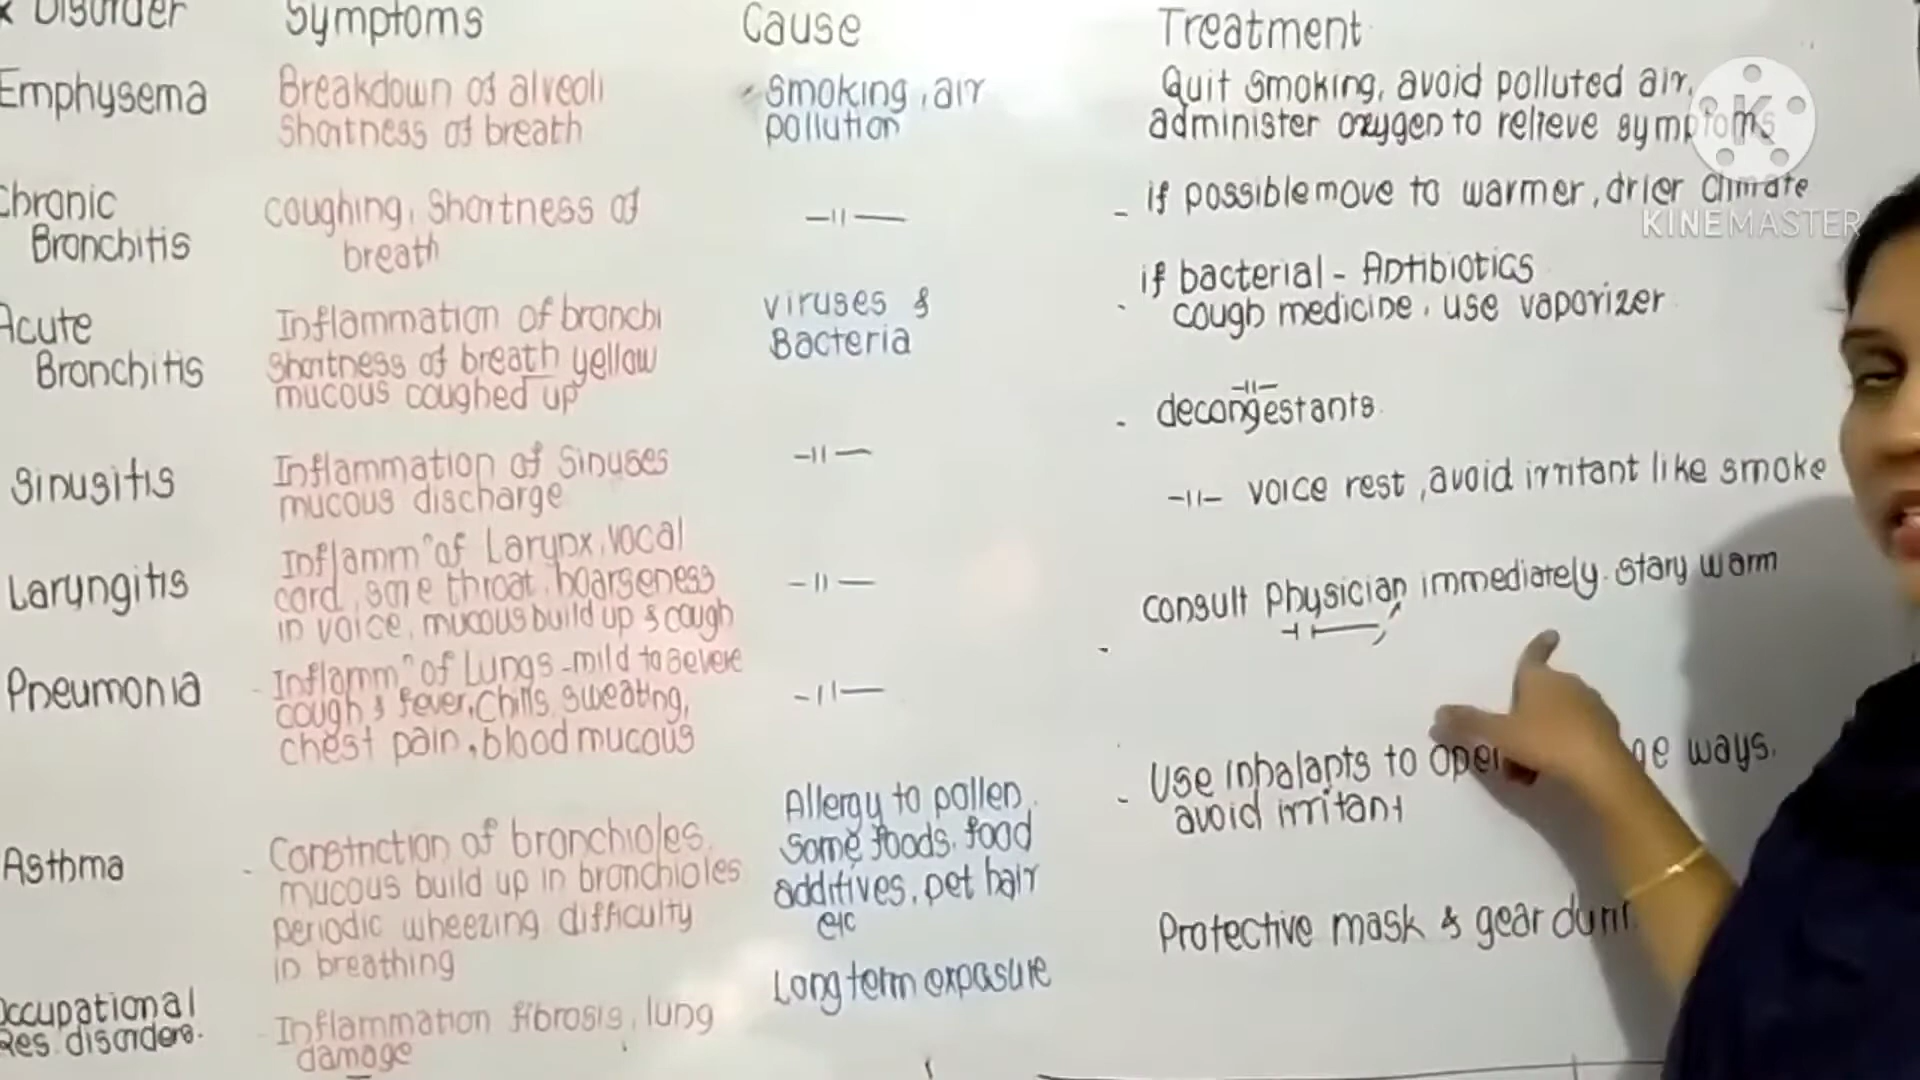 Disorder Symptoms Cause Treatment
Emphysema
Breakdown of alveoli
Shortness of breath
Smoking, air
pollution
Quit smoking, avoid polluted air,
administer oxygen to relieve symptoms
Chronic
Bronchitis
Coughing, Shortness of
breath
-11-
- if possible move to warmer, drier climate
Acute
Bronchitis
Inflammation of bronchi
Shortness of breath yellow
mucous coughed up
viruses &
Bacteria
if bacterial - Antibiotics
cough medicine, use vaporizer
Sinusitis
Inflammation of Sinuses
mucous discharge
-11-
-11-
- decongestants.
Laryngitis
Inflammⁿ of Larynx, vocal
cord, sore throat, hoarseness
in voice, mucous build up & cough
-11-
-11- voice rest, avoid irritant like smoke
Pneumonia
- Inflammⁿ of Lungs - mild to severe
cough & fever, chills, sweating,
chest pain, blood mucous
-11-
consult physician immediately. stary warm
-11-
Asthma
- Constriction of bronchioles,
mucous build up in bronchioles
periodic wheezing, difficulty
in breathing
Allergy to pollen,
some foods, food
additives, pet hair
etc
- Use inhalants to ways.
avoid irritant
Occupational
Res. disorders.
- Inflammation fibrosis, lung
damage
Long term exposure
Protective mask & gear
K
KINEMASTER